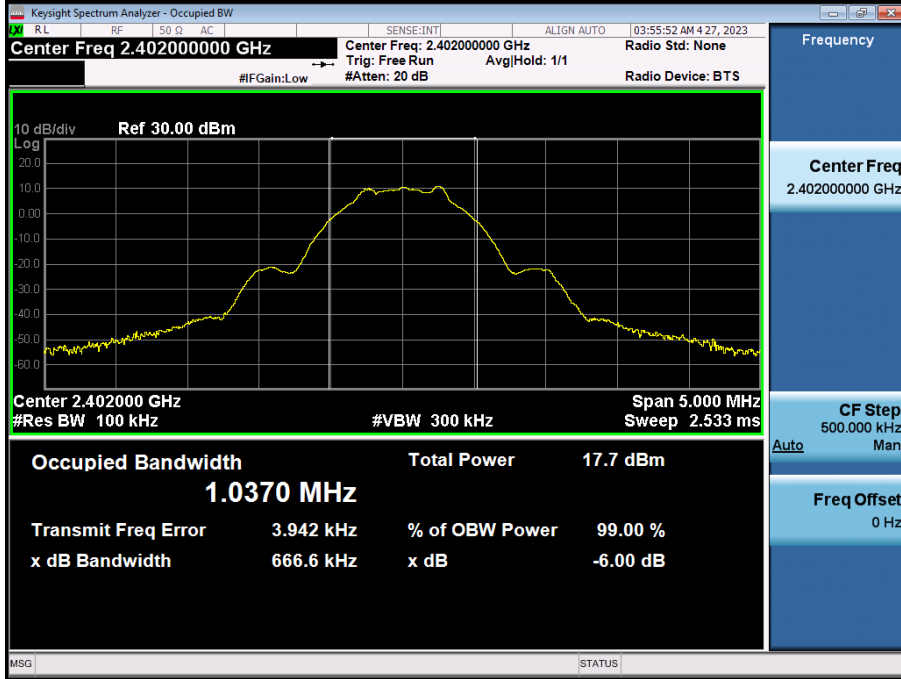 Keysight Spectrum Analyzer - Occupied BW
LXI RL RF 50 Ω AC SENSE:INT ALIGN AUTO 03:55:52 AM 4 27, 2023
Center Freq 2.402000000 GHz
Center Freq: 2.402000000 GHz
Radio Std: None
Trig: Free Run Avg|Hold: 1/1
#IFGain:Low
#Atten: 20 dB
Radio Device: BTS
10 dB/div Ref 30.00 dBm
Log
20.0
10.0
0.00
-10.0
-20.0
-30.0
-40.0
-50.0
-60.0
Center 2.402000 GHz Span 5.000 MHz
#Res BW 100 kHz #VBW 300 kHz Sweep 2.533 ms
Occupied Bandwidth Total Power 17.7 dBm
1.0370 MHz
Transmit Freq Error 3.942 kHz % of OBW Power 99.00 %
x dB Bandwidth 666.6 kHz x dB -6.00 dB
MSG STATUS
Frequency
Center Freq
2.402000000 GHz
CF Step
500.000 kHz
Auto Man
Freq Offset
0 Hz